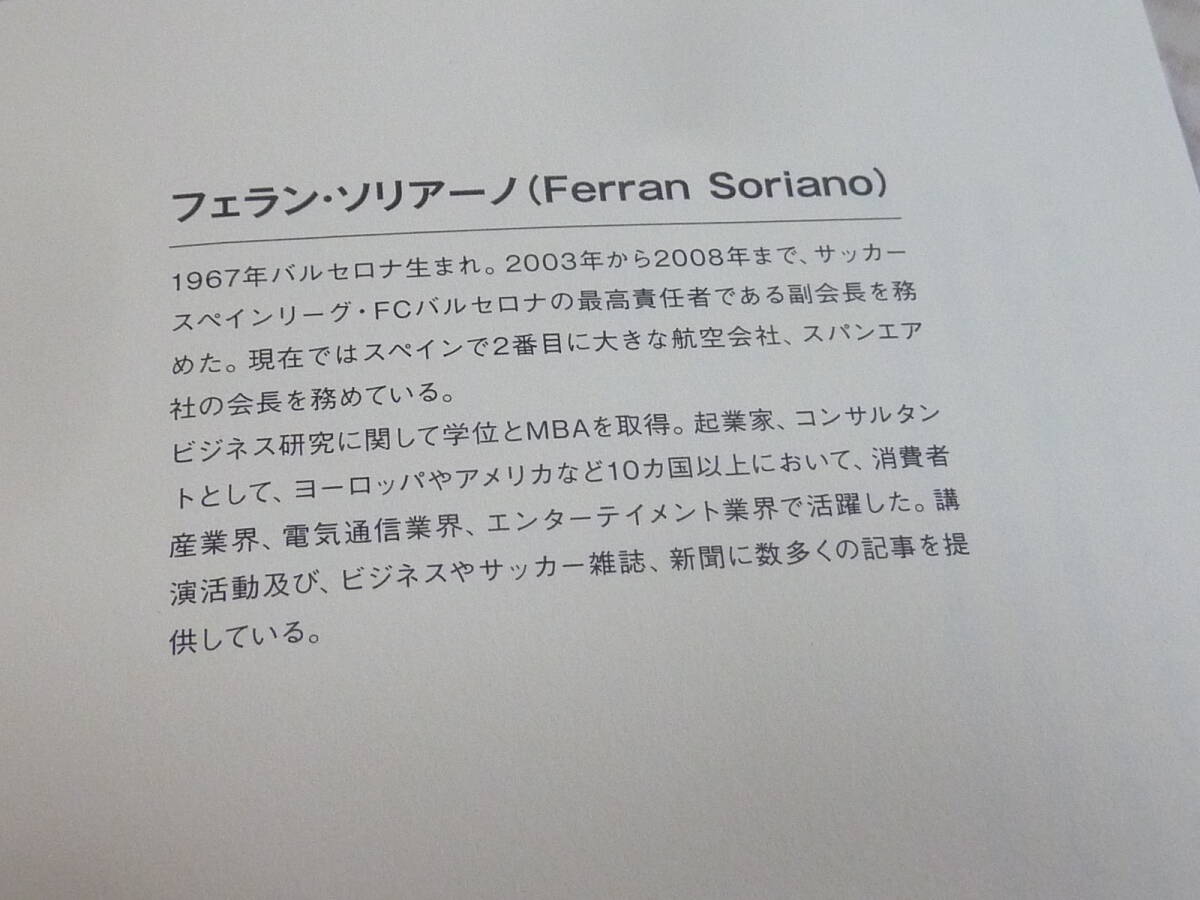 フェラン・ソリアーノ(Ferran Soriano)
1967年バルセロナ生まれ。2003年から2008年まで、サッカー
スペインリーグ・FCバルセロナの最高責任者である副会長を務
めた。現在ではスペインで2番目に大きな航空会社、スパンエア
社の会長を務めている。
ビジネス研究に関して学位とMBAを取得。起業家、コンサルタン
トとして、ヨーロッパやアメリカなど10カ国以上において、消費者
産業界、電気通信業界、エンターテイメント業界で活躍した。講
演活動及び、ビジネスやサッカー雑誌、新聞に数多くの記事を提
供している。